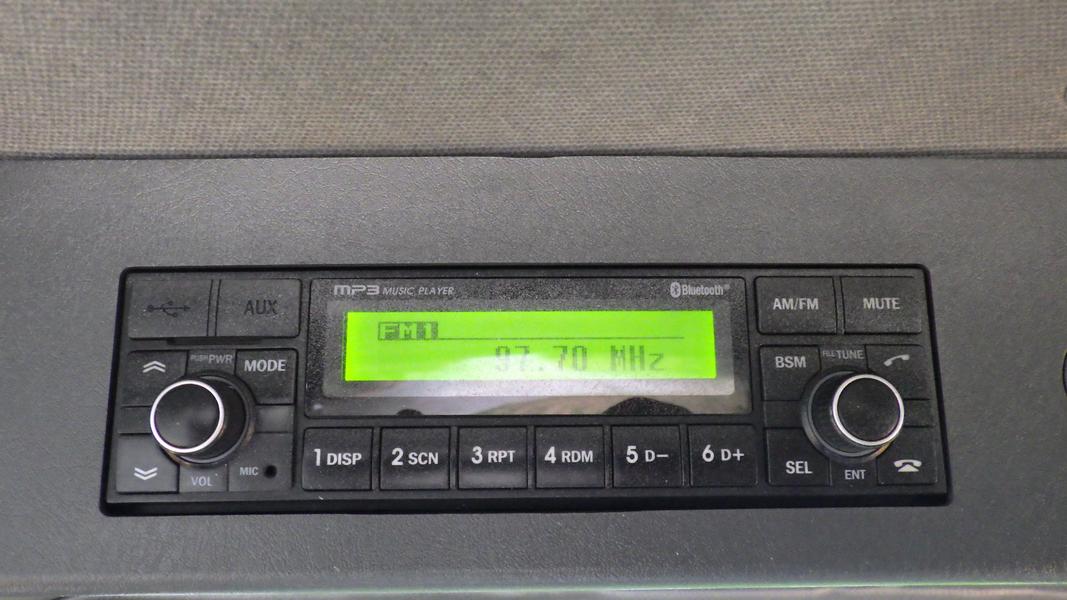 MP3 MUSIC PLAYER
Bluetooth®
AUX
AM/FM
MUTE
FM1
97.70 MHz
PUSH PWR
MODE
BSM
TUNE
VOL
MIC
1 DISP
2 SCN
3 RPT
4 RDM
5 D−
6 D+
SEL
ENT